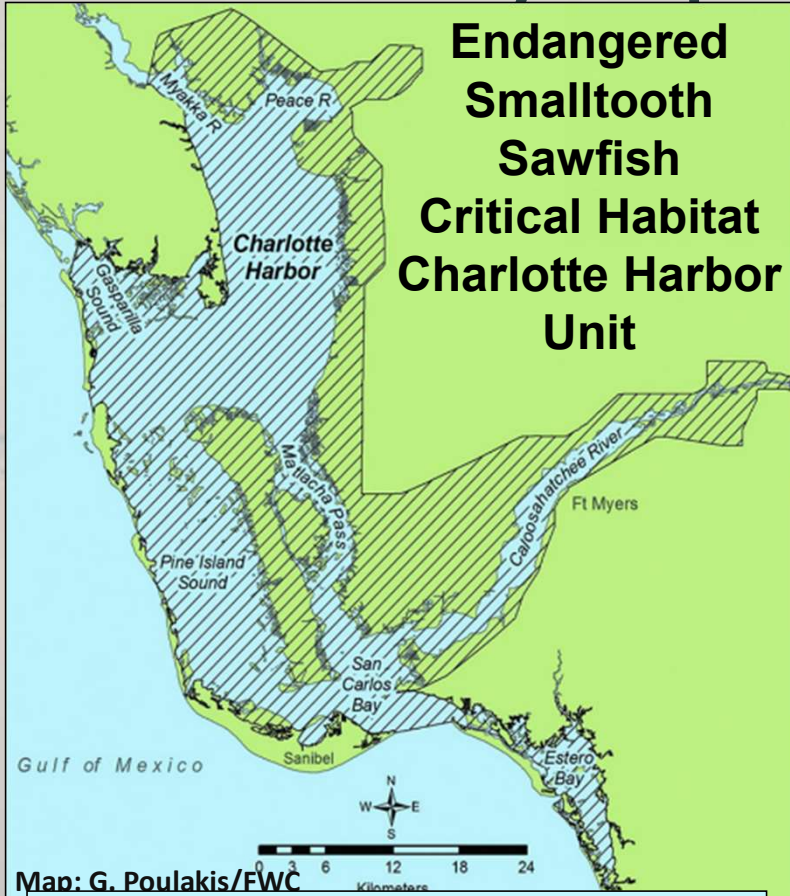 Endangered
Smalltooth
Sawfish
Critical Habitat
Charlotte Harbor
Unit
Myakka R
Peace R
Charlotte
Harbor
Gasparilla
Sound
Matlacha Pass
Caloosahatchee River
Ft Myers
Pine Island
Sound
San
Carlos
Bay
Sanibel
Estero
Bay
Gulf of Mexico
N
W E
S
0 3 6 12 18 24
Kilometers
Map: G. Poulakis/FWC